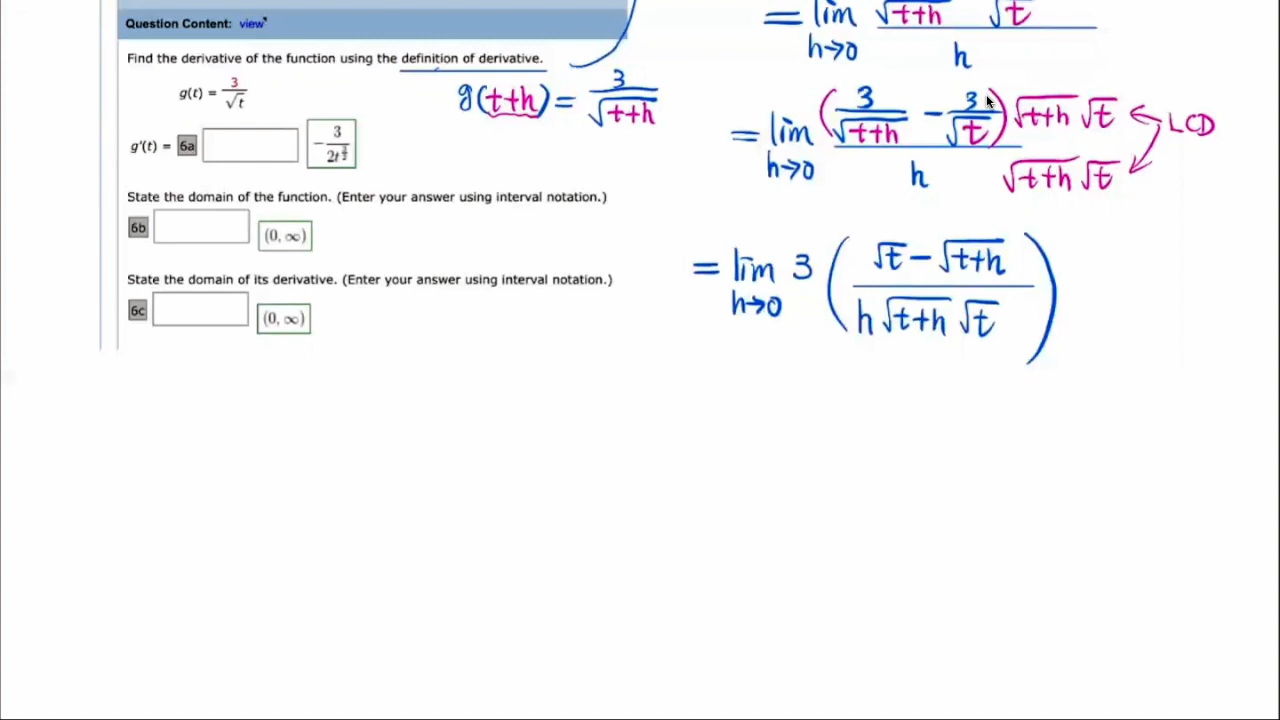 Question Content: view
Find the derivative of the function using the definition of derivative.
g(t) = 3/√t
g'(t) = 6a -3/(2t^(3/2))
State the domain of the function. (Enter your answer using interval notation.)
6b (0, ∞)
State the domain of its derivative. (Enter your answer using interval notation.)
6c (0, ∞)
g(t+h) = 3/√(t+h)
= lim h→0 √(t+h) √t / h
= lim h→0 (3/√(t+h) − 3/√t) √(t+h) √t / h √(t+h) √t
LCD
= lim h→0 3 ( (√t − √(t+h)) / (h √(t+h) √t) )